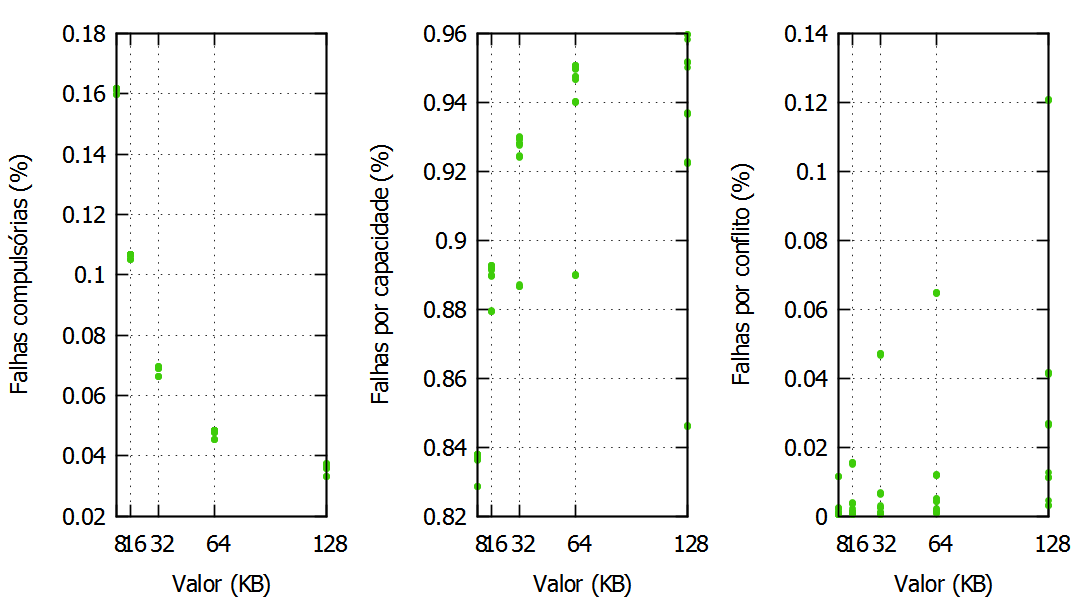 Falhas compulsórias (%)
0.18
0.16
0.14
0.12
0.1
0.08
0.06
0.04
0.02
8 16 32 64 128
Valor (KB)
Falhas por capacidade (%)
0.96
0.94
0.92
0.9
0.88
0.86
0.84
0.82
8 16 32 64 128
Valor (KB)
Falhas por conflito (%)
0.14
0.12
0.1
0.08
0.06
0.04
0.02
0
8 16 32 64 128
Valor (KB)